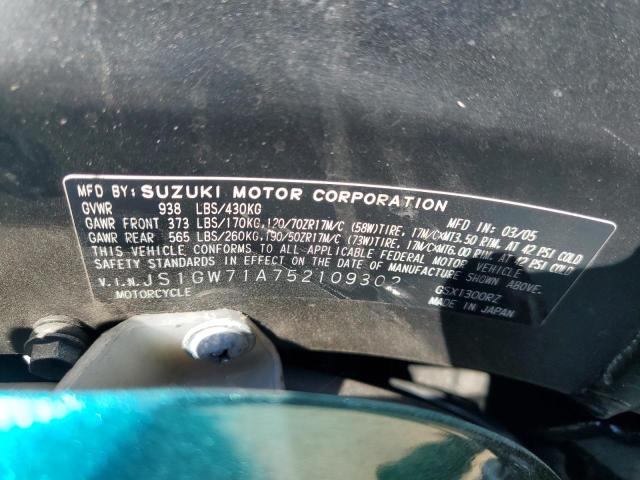 MFD BY: SUZUKI MOTOR CORPORATION
GVWR 938 LBS/430KG MFD IN: 03/05
GAWR FRONT 373 LBS/170KG, 120/70ZR17M/C (58W)TIRE, 17M/CxMT3.50 RIM, AT 42 PSI COLD
GAWR REAR 565 LBS/260KG, 190/50ZR17M/C (73W)TIRE, 17M/CxMT6.00 RIM, AT 42 PSI COLD
THIS VEHICLE CONFORMS TO ALL APPLICABLE FEDERAL MOTOR VEHICLE
SAFETY STANDARDS IN EFFECT ON THE DATE OF MANUFACTURE SHOWN ABOVE.
V.I.N. JS1GW71A752109302 GSX1300RZ
MOTORCYCLE MADE IN JAPAN